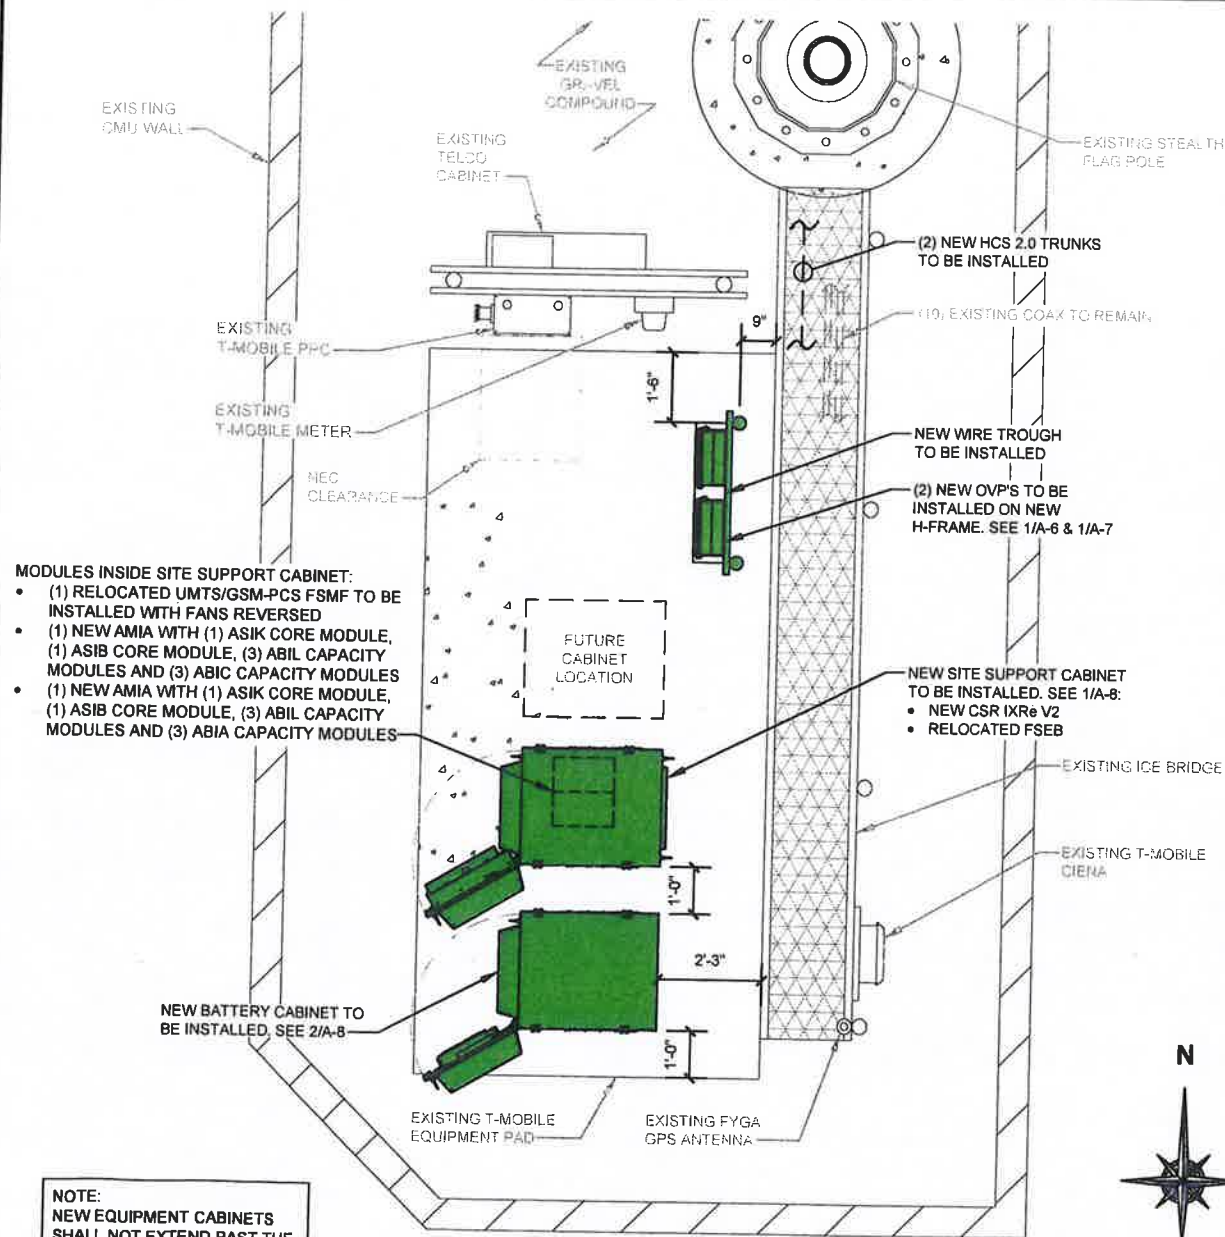 EXISTING
GRAVEL
COMPOUND
EXISTING
CMU WALL
EXISTING
TELCO
CABINET
EXISTING STEALTH
FLAG POLE
(2) NEW HCS 2.0 TRUNKS
TO BE INSTALLED
(10) EXISTING COAX TO REMAIN
9"
EXISTING
T-MOBILE PPC
1'-6"
EXISTING
T-MOBILE METER
NEW WIRE TROUGH
TO BE INSTALLED
NEC
CLEARANCE
(2) NEW OVP'S TO BE
INSTALLED ON NEW
H-FRAME. SEE 1/A-6 & 1/A-7
MODULES INSIDE SITE SUPPORT CABINET:
• (1) RELOCATED UMTS/GSM-PCS FSMF TO BE
INSTALLED WITH FANS REVERSED
• (1) NEW AMIA WITH (1) ASIK CORE MODULE,
(1) ASIB CORE MODULE, (3) ABIL CAPACITY
MODULES AND (3) ABIC CAPACITY MODULES
• (1) NEW AMIA WITH (1) ASIK CORE MODULE,
(1) ASIB CORE MODULE, (3) ABIL CAPACITY
MODULES AND (3) ABIA CAPACITY MODULES
FUTURE
CABINET
LOCATION
NEW SITE SUPPORT CABINET
TO BE INSTALLED. SEE 1/A-8:
• NEW CSR IXRe V2
• RELOCATED FSEB
EXISTING ICE BRIDGE
EXISTING T-MOBILE
CIENA
1'-0"
2'-3"
NEW BATTERY CABINET TO
BE INSTALLED. SEE 2/A-8
1'-0"
EXISTING T-MOBILE
EQUIPMENT PAD
EXISTING FYGA
GPS ANTENNA
N
NOTE:
NEW EQUIPMENT CABINETS
SHALL NOT EXTEND PAST THE